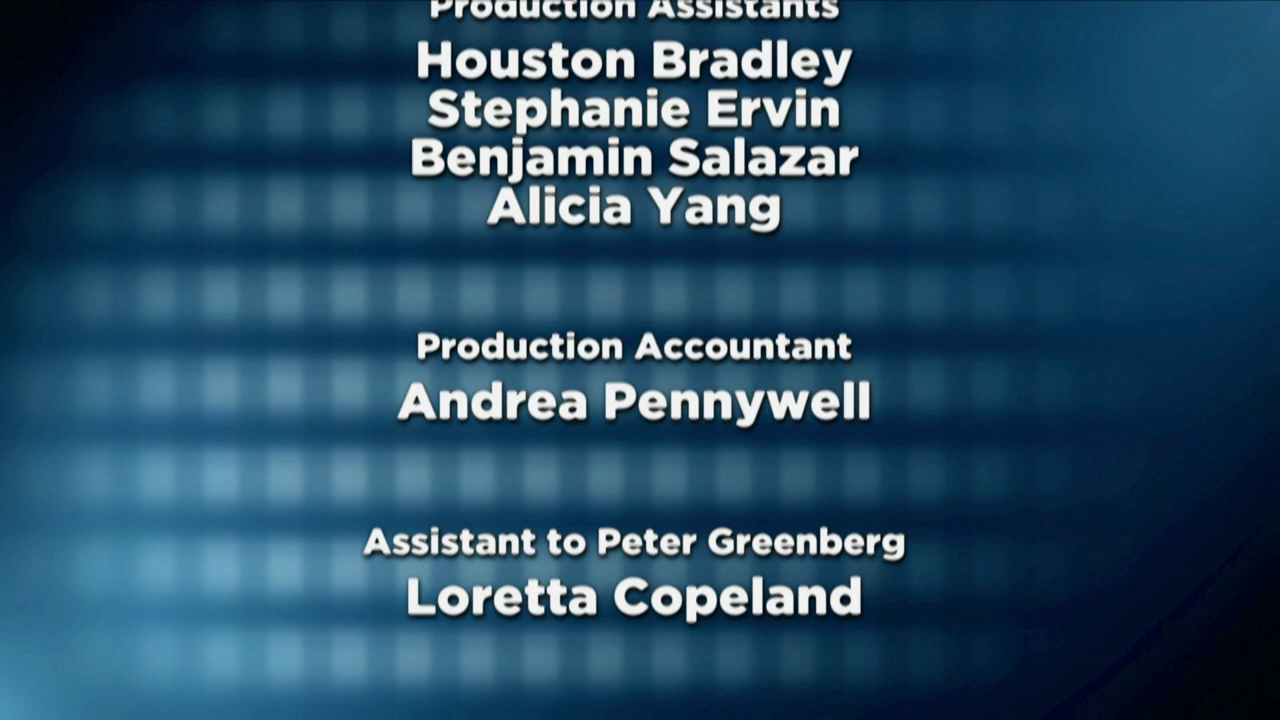 Production Assistants
Houston Bradley
Stephanie Ervin
Benjamin Salazar
Alicia Yang
Production Accountant
Andrea Pennywell
Assistant to Peter Greenberg
Loretta Copeland